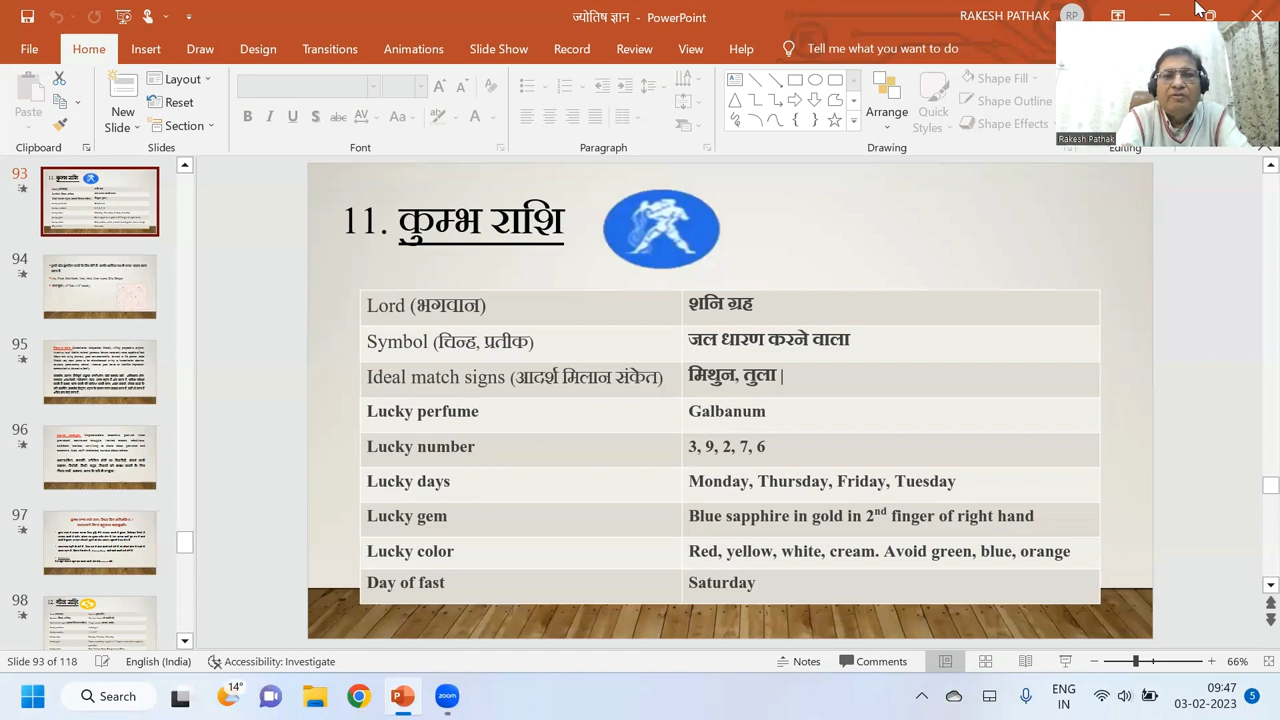 ज्योतिष ज्ञान - PowerPoint
RAKESH PATHAK
RP
File
Home
Insert
Draw
Design
Transitions
Animations
Slide Show
Record
Review
View
Help
Tell me what you want to do
Paste
Layout
Reset
Section
New
Slide
Arrange
Quick
Styles
Shape Fill
Shape Outline
Shape Effects
Rakesh Pathak
Clipboard
Slides
Font
Paragraph
Drawing
Editing
93
94
95
96
97
98
11. कुम्भ राशि
Lord (भगवान) शनि ग्रह
Symbol (चिन्ह, प्रतीक) जल धारण करने वाला
Ideal match signs (आदर्श मिलान संकेत) मिथुन, तुला
Lucky perfume Galbanum
Lucky number 3, 9, 2, 7, 6
Lucky days Monday, Thursday, Friday, Tuesday
Lucky gem Blue sapphire in gold in 2nd finger of right hand
Lucky color Red, yellow, white, cream. Avoid green, blue, orange
Day of fast Saturday
Slide 93 of 118
English (India)
Accessibility: Investigate
Notes
Comments
66%
14°
Search
zoom
ENG
IN
09:47
03-02-2023
5